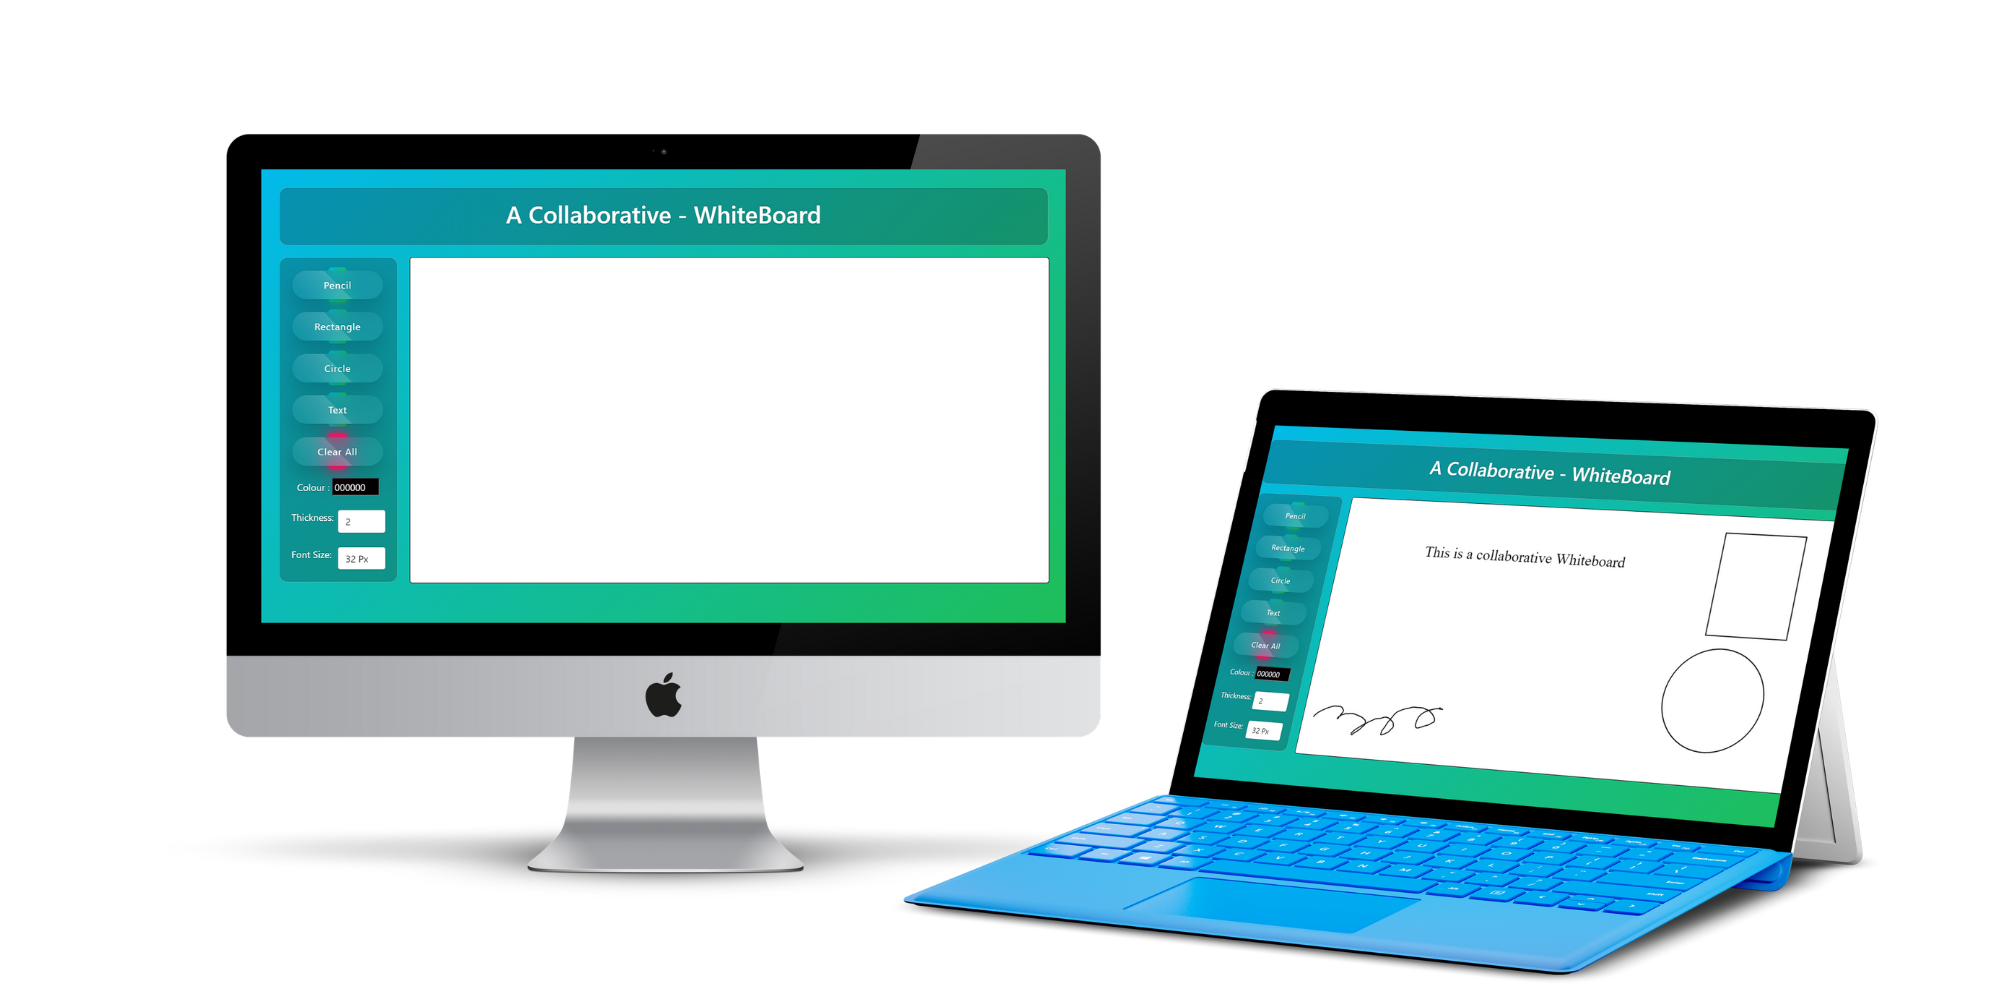 A Collaborative - WhiteBoard
Pencil
Rectangle
Circle
Text
Clear All
Colour : 000000
Thickness: 2
Font Size: 32 Px
A Collaborative - WhiteBoard
Pencil
Rectangle
Circle
Text
Clear All
Colour : 000000
Thickness: 2
Font Size: 32 Px
This is a collaborative Whiteboard